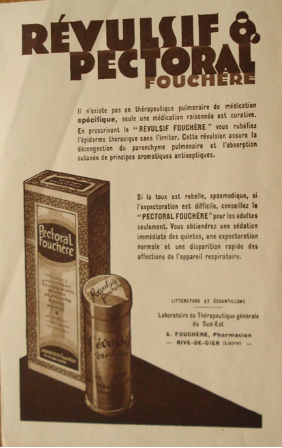 RÉVULSIF &
PECTORAL
FOUCHÈRE
Il n'existe pas en thérapeutique pulmonaire de médication
spécifique, seule une médication raisonnée est curative.
En prescrivant le "REVULSIF FOUCHÈRE" vous rubéfiez
l'épiderme thoracique sans l'irriter. Cette révulsion assure la
décongestion du parenchyme pulmonaire et l'absorption
cutanée de principes aromatiques antiseptiques.
Si la toux est rebelle, spasmodique, si
l'expectoration est difficile, conseillez le
"PECTORAL FOUCHÈRE" pour les adultes
seulement. Vous obtiendrez une sédation
immédiate des quintes, une expectoration
normale et une disparition rapide des
affections de l'appareil respiratoire.
Pectoral
Fouchère
Révulsif
Révulsif
LITTÉRATURE ET ÉCHANTILLONS
Laboratoire de Thérapeutique générale
du Sud-Est
A. FOUCHÈRE, Pharmacien
— RIVE-DE-GIER (Loire) —